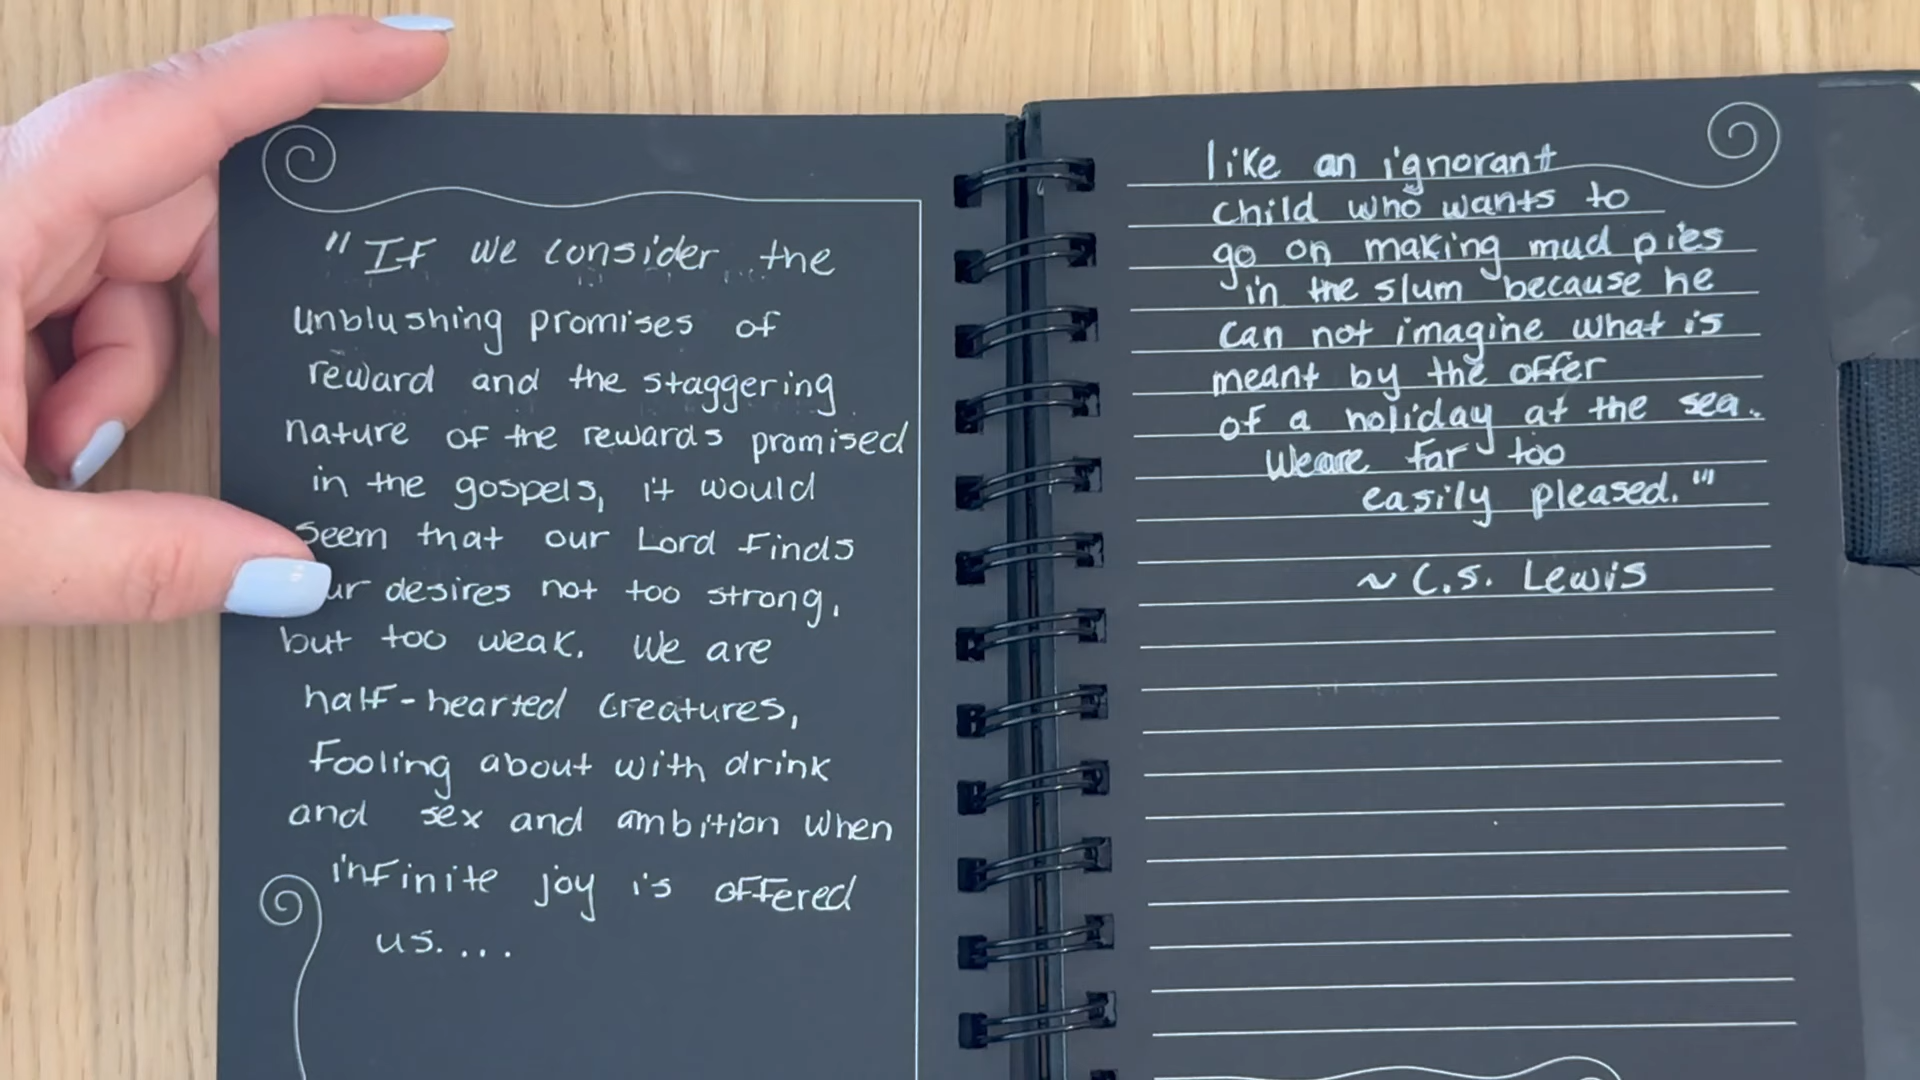 "If we consider the
unblushing promises of
reward and the staggering
nature of the rewards promised
in the gospels, it would
seem that our Lord finds
ur desires not too strong,
but too weak. We are
half-hearted creatures,
fooling about with drink
and sex and ambition when
infinite joy is offered
us....
like an ignorant
child who wants to
go on making mud pies
in the slum because he
can not imagine what is
meant by the offer
of a holiday at the sea.
We are far too
easily pleased."'
~ C.S. Lewis